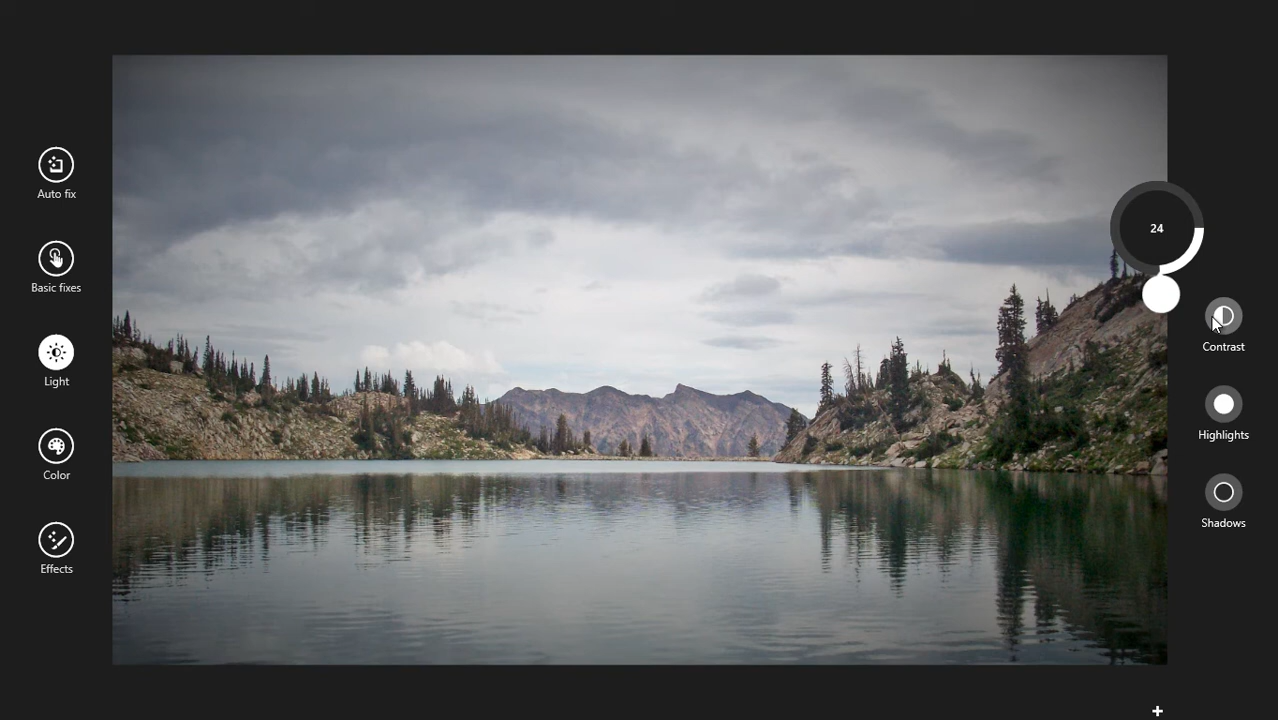 Auto fix
Basic fixes
Light
Color
Effects
24
Contrast
Highlights
Shadows